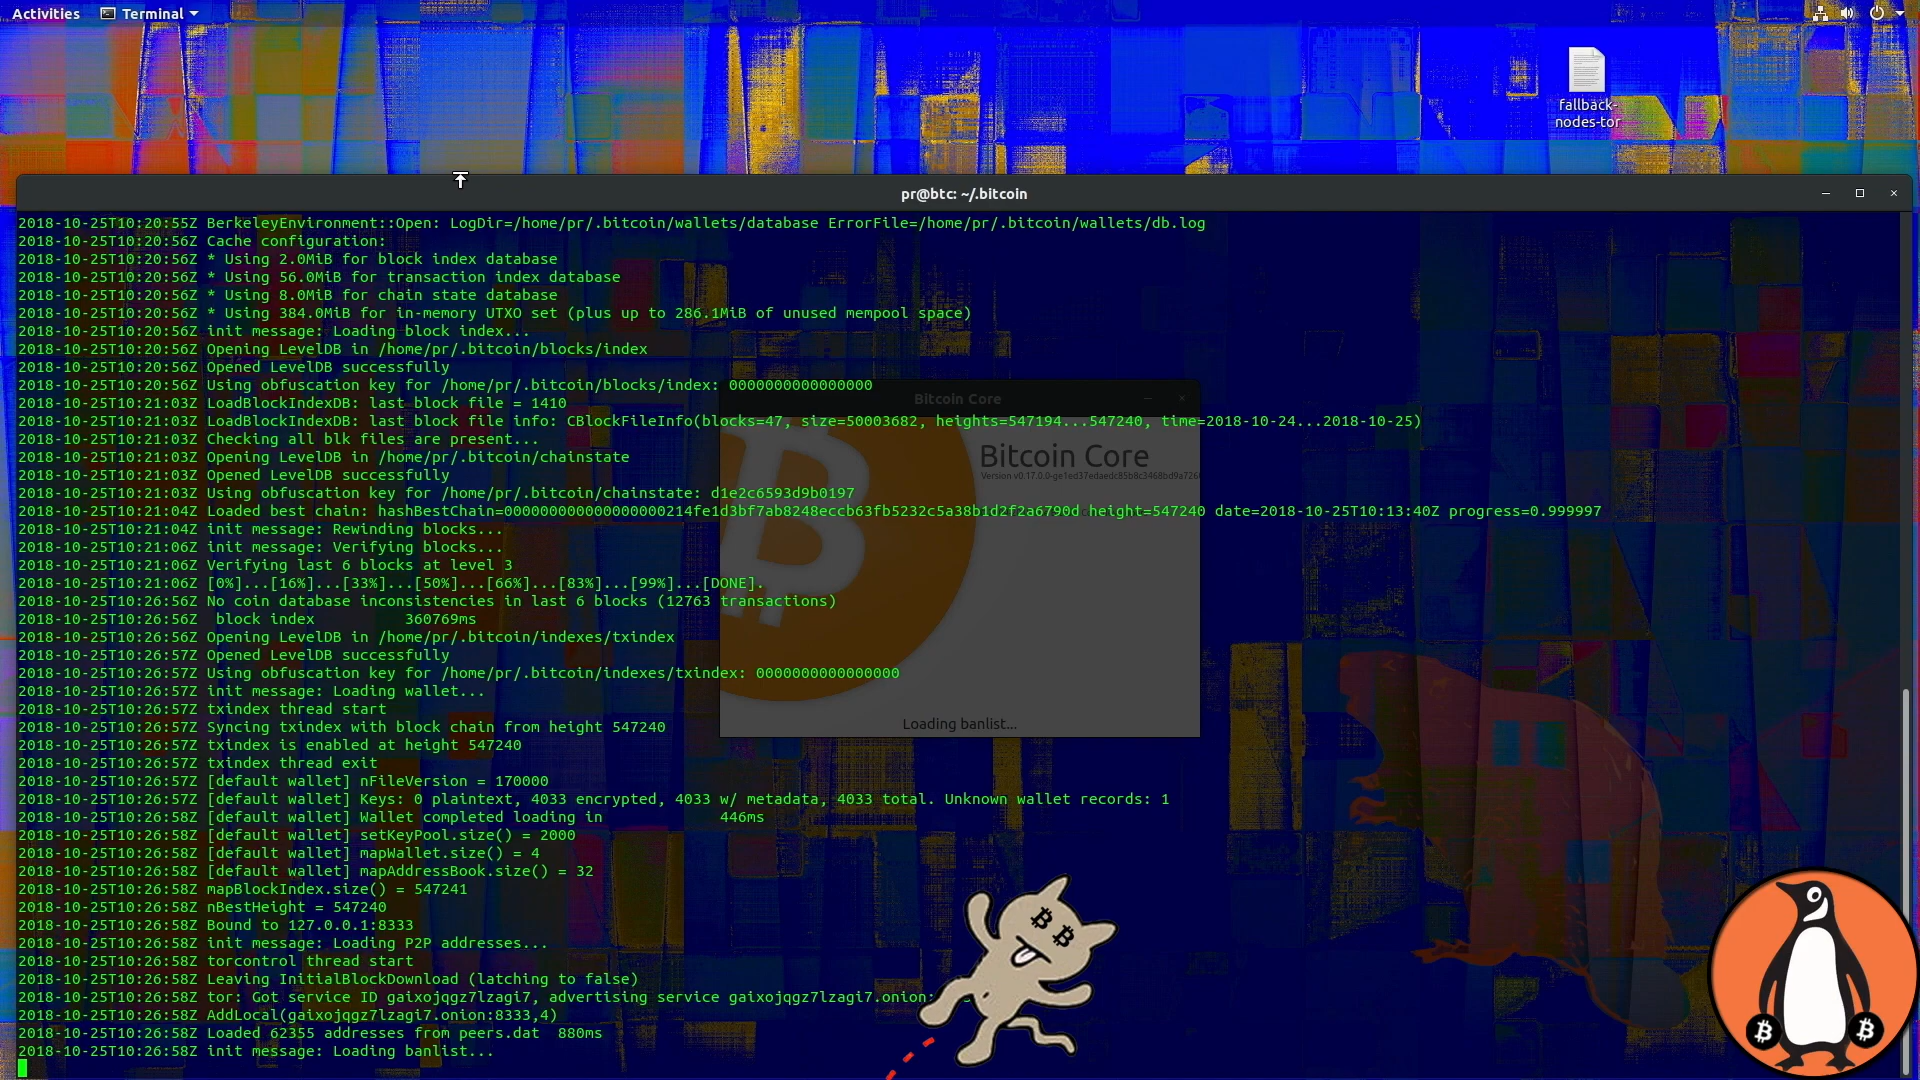 Activities
Terminal
fallback-
nodes-tor
pr@btc: ~/.bitcoin
2018-10-25T10:20:55Z BerkeleyEnvironment::Open: LogDir=/home/pr/.bitcoin/wallets/database ErrorFile=/home/pr/.bitcoin/wallets/db.log
2018-10-25T10:20:56Z Cache configuration:
2018-10-25T10:20:56Z * Using 2.0MiB for block index database
2018-10-25T10:20:56Z * Using 56.0MiB for transaction index database
2018-10-25T10:20:56Z * Using 8.0MiB for chain state database
2018-10-25T10:20:56Z * Using 384.0MiB for in-memory UTXO set (plus up to 286.1MiB of unused mempool space)
2018-10-25T10:20:56Z init message: Loading block index...
2018-10-25T10:20:56Z Opening LevelDB in /home/pr/.bitcoin/blocks/index
2018-10-25T10:20:56Z Opened LevelDB successfully
2018-10-25T10:20:56Z Using obfuscation key for /home/pr/.bitcoin/blocks/index: 0000000000000000
2018-10-25T10:21:03Z LoadBlockIndexDB: last block file = 1410
2018-10-25T10:21:03Z LoadBlockIndexDB: last block file info: CBlockFileInfo(blocks=47, size=50003682, heights=547194...547240, time=2018-10-24...2018-10-25)
2018-10-25T10:21:03Z Checking all blk files are present...
2018-10-25T10:21:03Z Opening LevelDB in /home/pr/.bitcoin/chainstate
2018-10-25T10:21:03Z Opened LevelDB successfully
2018-10-25T10:21:03Z Using obfuscation key for /home/pr/.bitcoin/chainstate: d1e2c6593d9b0197
2018-10-25T10:21:04Z Loaded best chain: hashBestChain=0000000000000000000214fe1d3bf7ab8248eccb63fb5232c5a38b1d2f2a6790d height=547240 date=2018-10-25T10:13:40Z progress=0.999997
2018-10-25T10:21:04Z init message: Rewinding blocks...
2018-10-25T10:21:06Z init message: Verifying blocks...
2018-10-25T10:21:06Z Verifying last 6 blocks at level 3
2018-10-25T10:21:06Z [0%]...[16%]...[33%]...[50%]...[66%]...[83%]...[99%]...[DONE].
2018-10-25T10:26:56Z No coin database inconsistencies in last 6 blocks (12763 transactions)
2018-10-25T10:26:56Z  block index          360769ms
2018-10-25T10:26:56Z Opening LevelDB in /home/pr/.bitcoin/indexes/txindex
2018-10-25T10:26:57Z Opened LevelDB successfully
2018-10-25T10:26:57Z Using obfuscation key for /home/pr/.bitcoin/indexes/txindex: 0000000000000000
2018-10-25T10:26:57Z init message: Loading wallet...
2018-10-25T10:26:57Z txindex thread start
2018-10-25T10:26:57Z Syncing txindex with block chain from height 547240
2018-10-25T10:26:57Z txindex is enabled at height 547240
2018-10-25T10:26:57Z txindex thread exit
2018-10-25T10:26:57Z [default wallet] nFileVersion = 170000
2018-10-25T10:26:57Z [default wallet] Keys: 0 plaintext, 4033 encrypted, 4033 w/ metadata, 4033 total. Unknown wallet records: 1
2018-10-25T10:26:58Z [default wallet] Wallet completed loading in             446ms
2018-10-25T10:26:58Z [default wallet] setKeyPool.size() = 2000
2018-10-25T10:26:58Z [default wallet] mapWallet.size() = 4
2018-10-25T10:26:58Z [default wallet] mapAddressBook.size() = 32
2018-10-25T10:26:58Z mapBlockIndex.size() = 547241
2018-10-25T10:26:58Z nBestHeight = 547240
2018-10-25T10:26:58Z Bound to 127.0.0.1:8333
2018-10-25T10:26:58Z init message: Loading P2P addresses...
2018-10-25T10:26:58Z torcontrol thread start
2018-10-25T10:26:58Z Leaving InitialBlockDownload (latching to false)
2018-10-25T10:26:58Z tor: Got service ID gaixojqgz7lzagi7, advertising service gaixojqgz7lzagi7.onion:
2018-10-25T10:26:58Z AddLocal(gaixojqgz7lzagi7.onion:8333,4)
2018-10-25T10:26:58Z Loaded 62355 addresses from peers.dat  880ms
2018-10-25T10:26:58Z init message: Loading banlist...
Bitcoin Core
Bitcoin Core
Loading banlist...